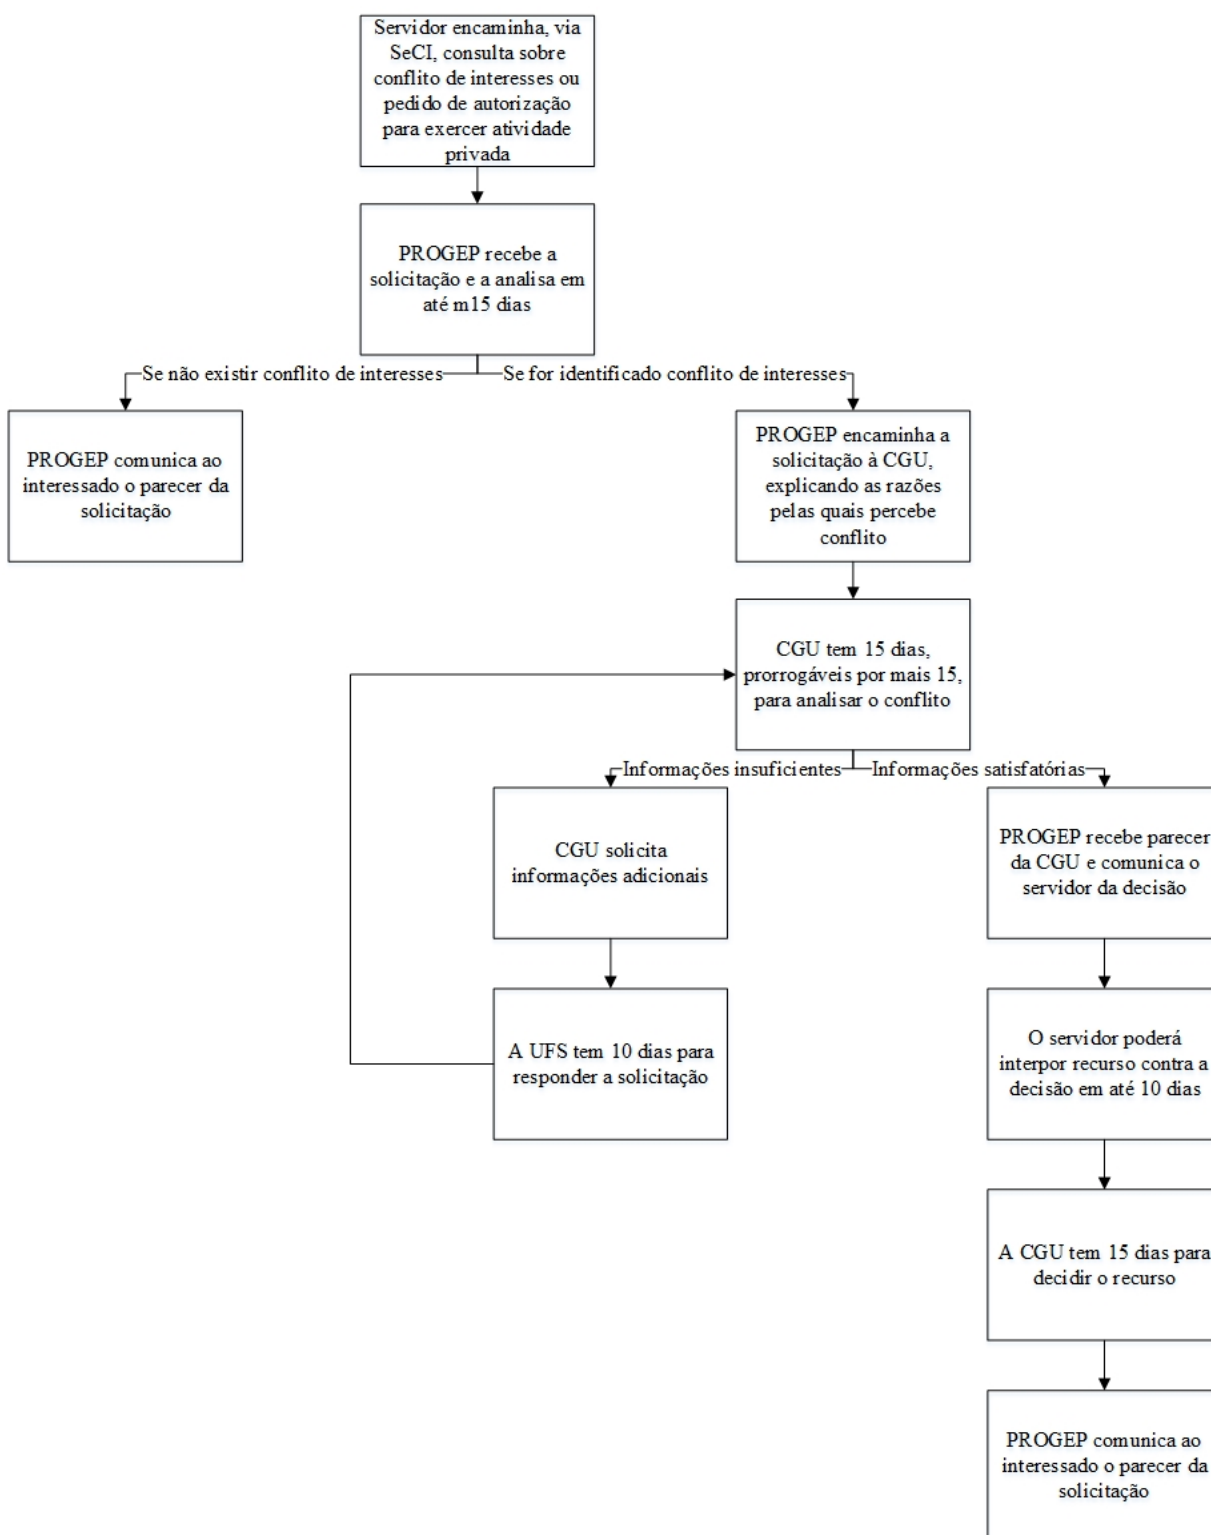 Servidor encaminha, via
SeCI, consulta sobre
conflito de interesses ou
pedido de autorização
para exercer atividade
privada
PROGEP recebe a
solicitação e a analisa em
até m15 dias
Se não existir conflito de interesses
Se for identificado conflito de interesses
PROGEP comunica ao
interessado o parecer da
solicitação
PROGEP encaminha a
solicitação à CGU,
explicando as razões
pelas quais percebe
conflito
CGU tem 15 dias,
prorrogáveis por mais 15,
para analisar o conflito
Informações insuficientes
Informações satisfatórias
CGU solicita
informações adicionais
PROGEP recebe parecer
da CGU e comunica o
servidor da decisão
A UFS tem 10 dias para
responder a solicitação
O servidor poderá
interpor recurso contra a
decisão em até 10 dias
A CGU tem 15 dias para
decidir o recurso
PROGEP comunica ao
interessado o parecer da
solicitação